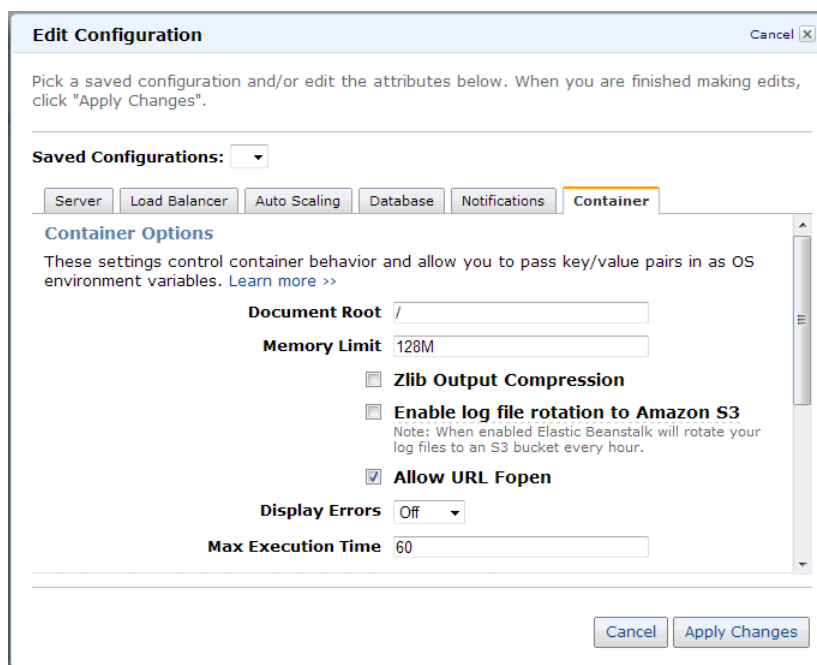 Edit Configuration
Cancel
Pick a saved configuration and/or edit the attributes below. When you are finished making edits,
click "Apply Changes".
Saved Configurations:
Server Load Balancer Auto Scaling Database Notifications Container
Container Options
These settings control container behavior and allow you to pass key/value pairs in as OS
environment variables. Learn more >>
Document Root /
Memory Limit 128M
Zlib Output Compression
Enable log file rotation to Amazon S3
Note: When enabled Elastic Beanstalk will rotate your
log files to an S3 bucket every hour.
Allow URL Fopen
Display Errors Off
Max Execution Time 60
Cancel Apply Changes